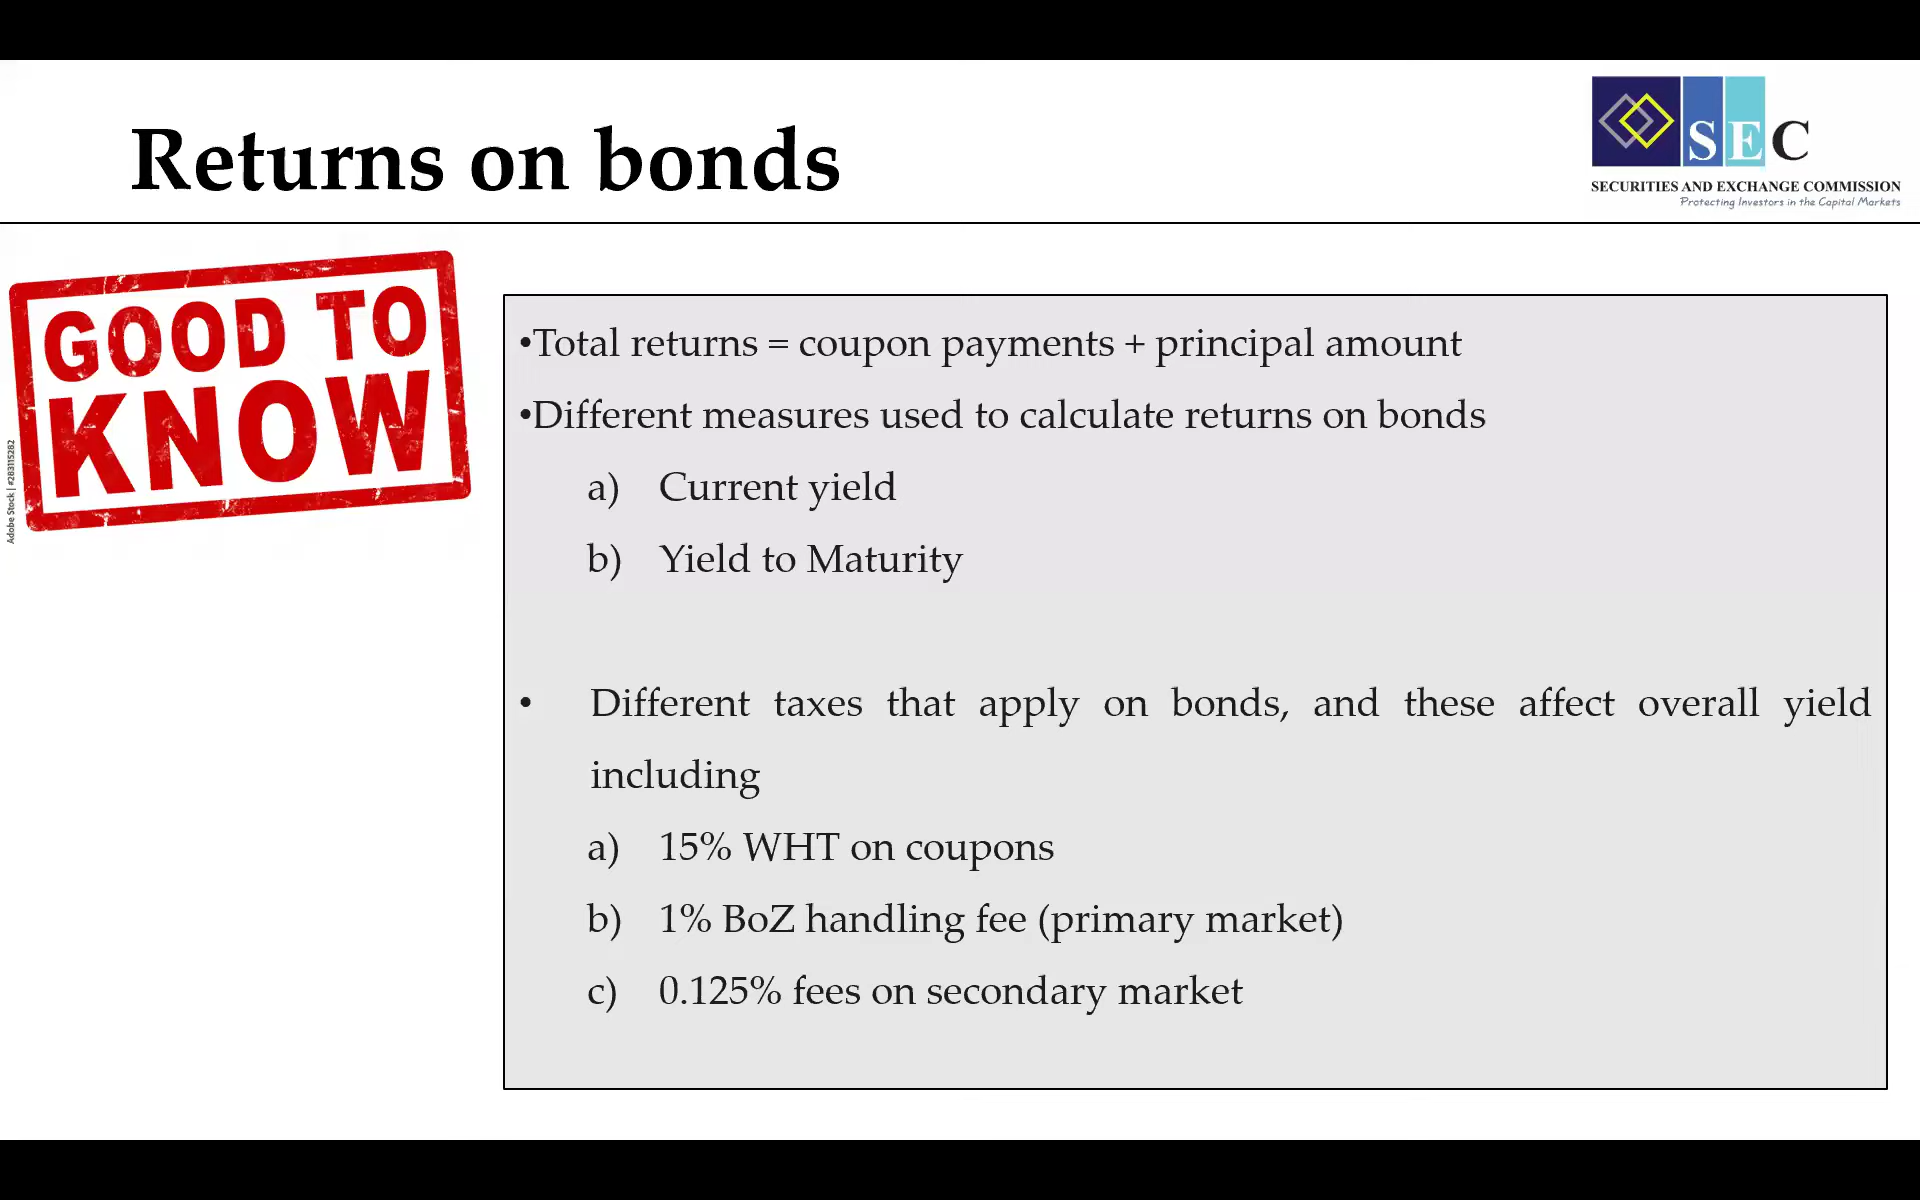 Returns on bonds
SEC
SECURITIES AND EXCHANGE COMMISSION
Protecting Investors in the Capital Markets
GOOD TO
KNOW
Adobe Stock | #283115282
•Total returns = coupon payments + principal amount
•Different measures used to calculate returns on bonds
a) Current yield
b) Yield to Maturity
• Different taxes that apply on bonds, and these affect overall yield
including
a) 15% WHT on coupons
b) 1% BoZ handling fee (primary market)
c) 0.125% fees on secondary market